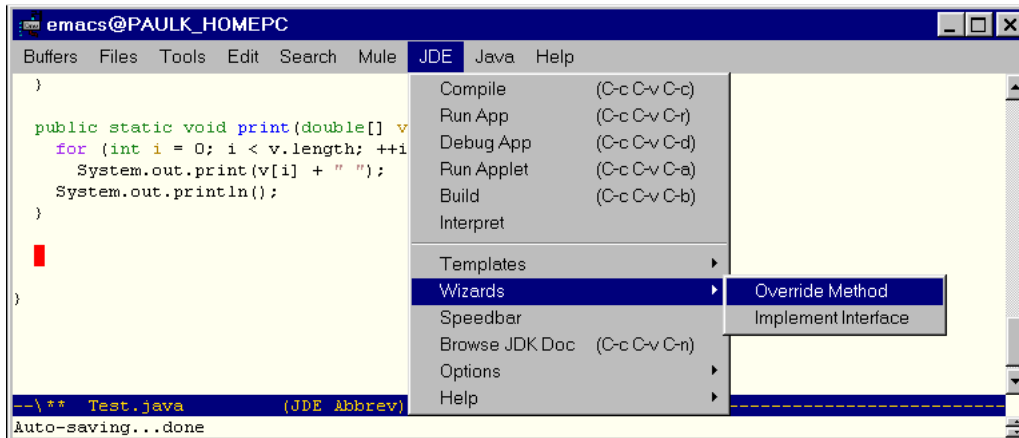 emacs@PAULK_HOMEPC
Buffers Files Tools Edit Search Mule JDE Java Help
}
public static void print(double[] v
for (int i = 0; i < v.length; ++i
System.out.print(v[i] + " ");
System.out.println();
}
}
Compile (C-c C-v C-c)
Run App (C-c C-v C-r)
Debug App (C-c C-v C-d)
Run Applet (C-c C-v C-a)
Build (C-c C-v C-b)
Interpret
Templates
Wizards
Speedbar
Browse JDK Doc (C-c C-v C-n)
Options
Help
Override Method
Implement Interface
--\** Test.java (JDE Abbrev)--------------------------
Auto-saving...done